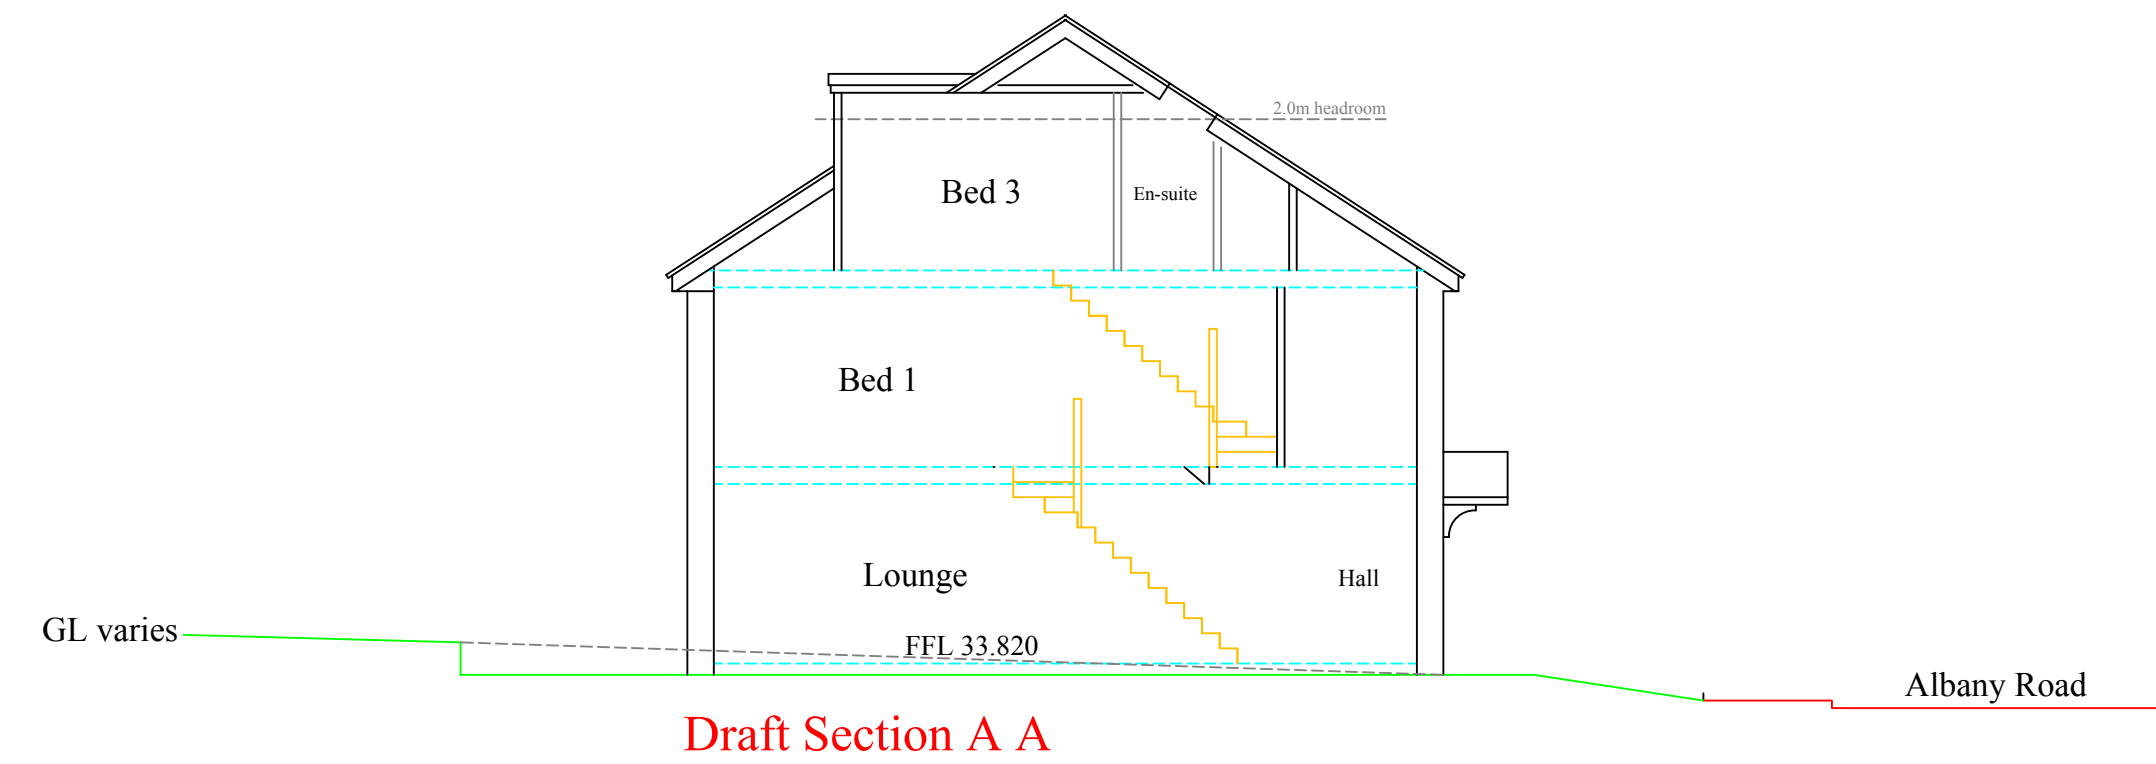 2.0m headroom
Bed 3
En-suite
Bed 1
Lounge
Hall
GL varies
FFL 33.820
Albany Road
Draft Section A A